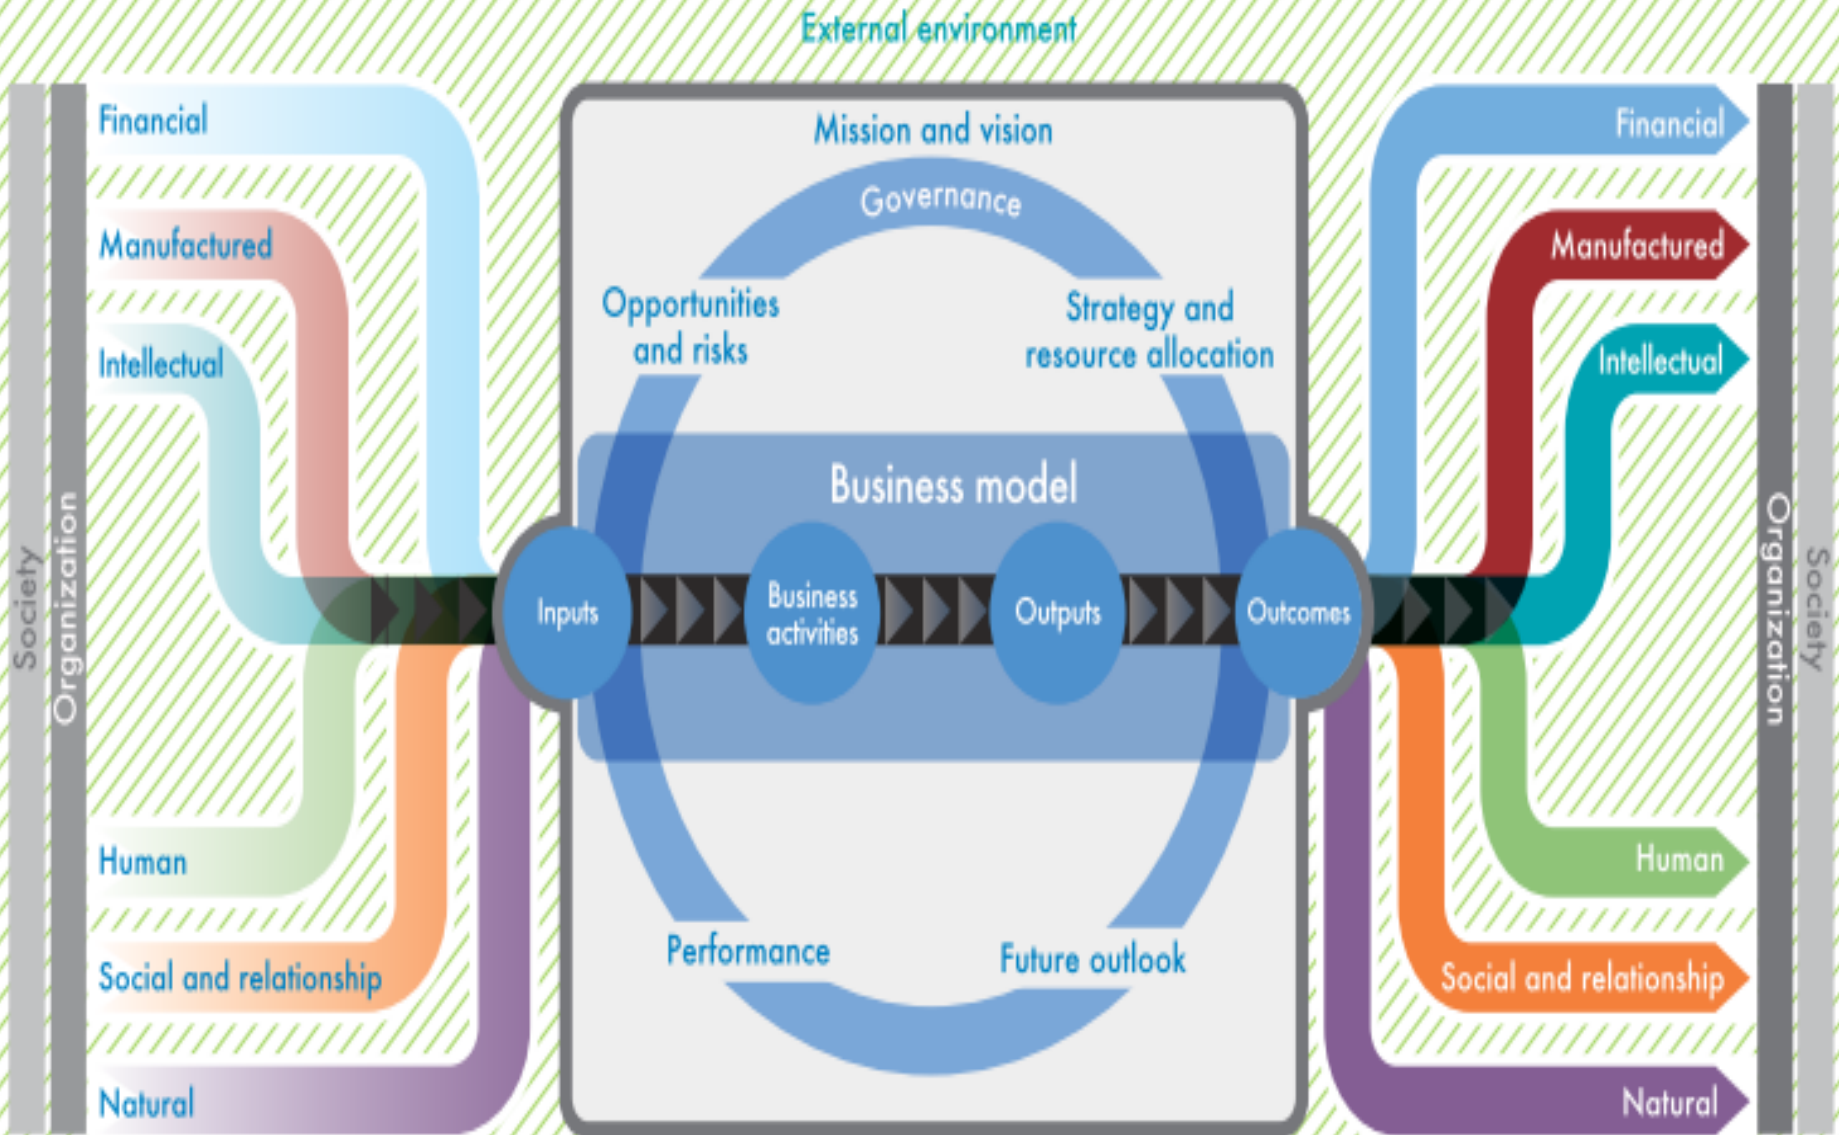 External environment
Society
Organization
Financial
Manufactured
Intellectual
Human
Social and relationship
Natural
Mission and vision
Governance
Opportunities
and risks
Strategy and
resource allocation
Business model
Inputs
Business
activities
Outputs
Outcomes
Performance
Future outlook
Financial
Manufactured
Intellectual
Human
Social and relationship
Natural
Organization
Society